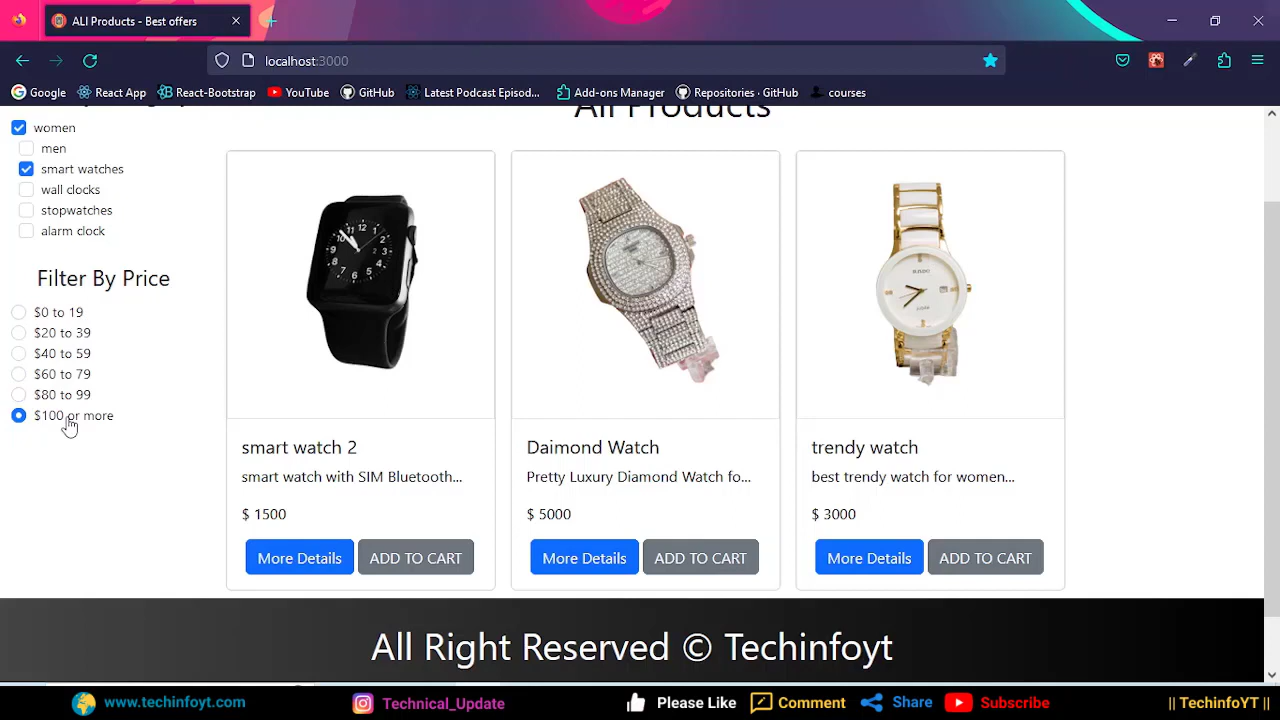 ALl Products - Best offers
localhost:3000
Google
React App
React-Bootstrap
YouTube
GitHub
Latest Podcast Episod...
Add-ons Manager
Repositories · GitHub
courses
All Products
women
men
smart watches
wall clocks
stopwatches
alarm clock
Filter By Price
$0 to 19
$20 to 39
$40 to 59
$60 to 79
$80 to 99
$100 or more
smart watch 2
smart watch with SIM Bluetooth...
$ 1500
More Details
ADD TO CART
Daimond Watch
Pretty Luxury Diamond Watch fo...
$ 5000
More Details
ADD TO CART
trendy watch
best trendy watch for women...
$ 3000
More Details
ADD TO CART
All Right Reserved © Techinfoyt
www.techinfoyt.com
Technical_Update
Please Like
Comment
Share
Subscribe
|| TechinfoYT ||